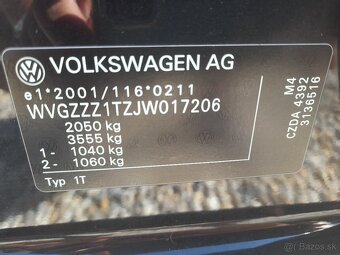 VOLKSWAGEN AG
e1*2001/116*0211
WVGZZZ1TZJW017206
2050 kg
3555 kg
1- 1040 kg
2- 1060 kg
Typ 1T
M4
CZDA 4392
3136516
© Bazos.sk